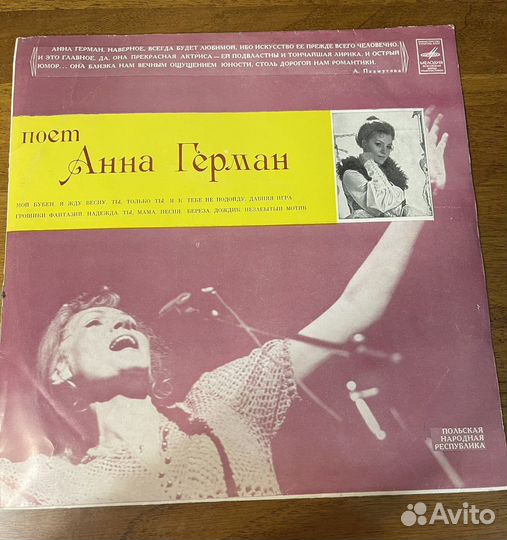 АННА ГЕРМАН, НАВЕРНОЕ, ВСЕГДА БУДЕТ ЛЮБИМОЙ, ИБО ИСКУССТВО ЕЕ ПРЕЖДЕ ВСЕГО ЧЕЛОВЕЧНО.
И ЭТО ГЛАВНОЕ. ДА, ОНА ПРЕКРАСНАЯ АКТРИСА — ЕЙ ПОДВЛАСТНЫ И ТОНЧАЙШАЯ ЛИРИКА, И ОСТРЫЙ
ЮМОР... ОНА БЛИЗКА НАМ ВЕЧНЫМ ОЩУЩЕНИЕМ ЮНОСТИ, СТОЛЬ ДОРОГОЙ НАМ РОМАНТИКИ.
А. Пахмутова
МЕЛОДИЯ
поет
Анна Герман
МОЙ БУБЕН, Я ЖДУ ВЕСНУ, ТЫ, ТОЛЬКО ТЫ, Я К ТЕБЕ НЕ ПОДОЙДУ, ДАВНЯЯ ИГРА,
ГРОШИКИ ФАНТАЗИИ, НАДЕЖДА, ТЫ, МАМА, ПЕСНЯ, БЕРЕЗА, ДОЖДИК, НЕЗАБЫТЫЙ МОТИВ
ПОЛЬСКАЯ
НАРОДНАЯ
РЕСПУБЛИКА
Avito